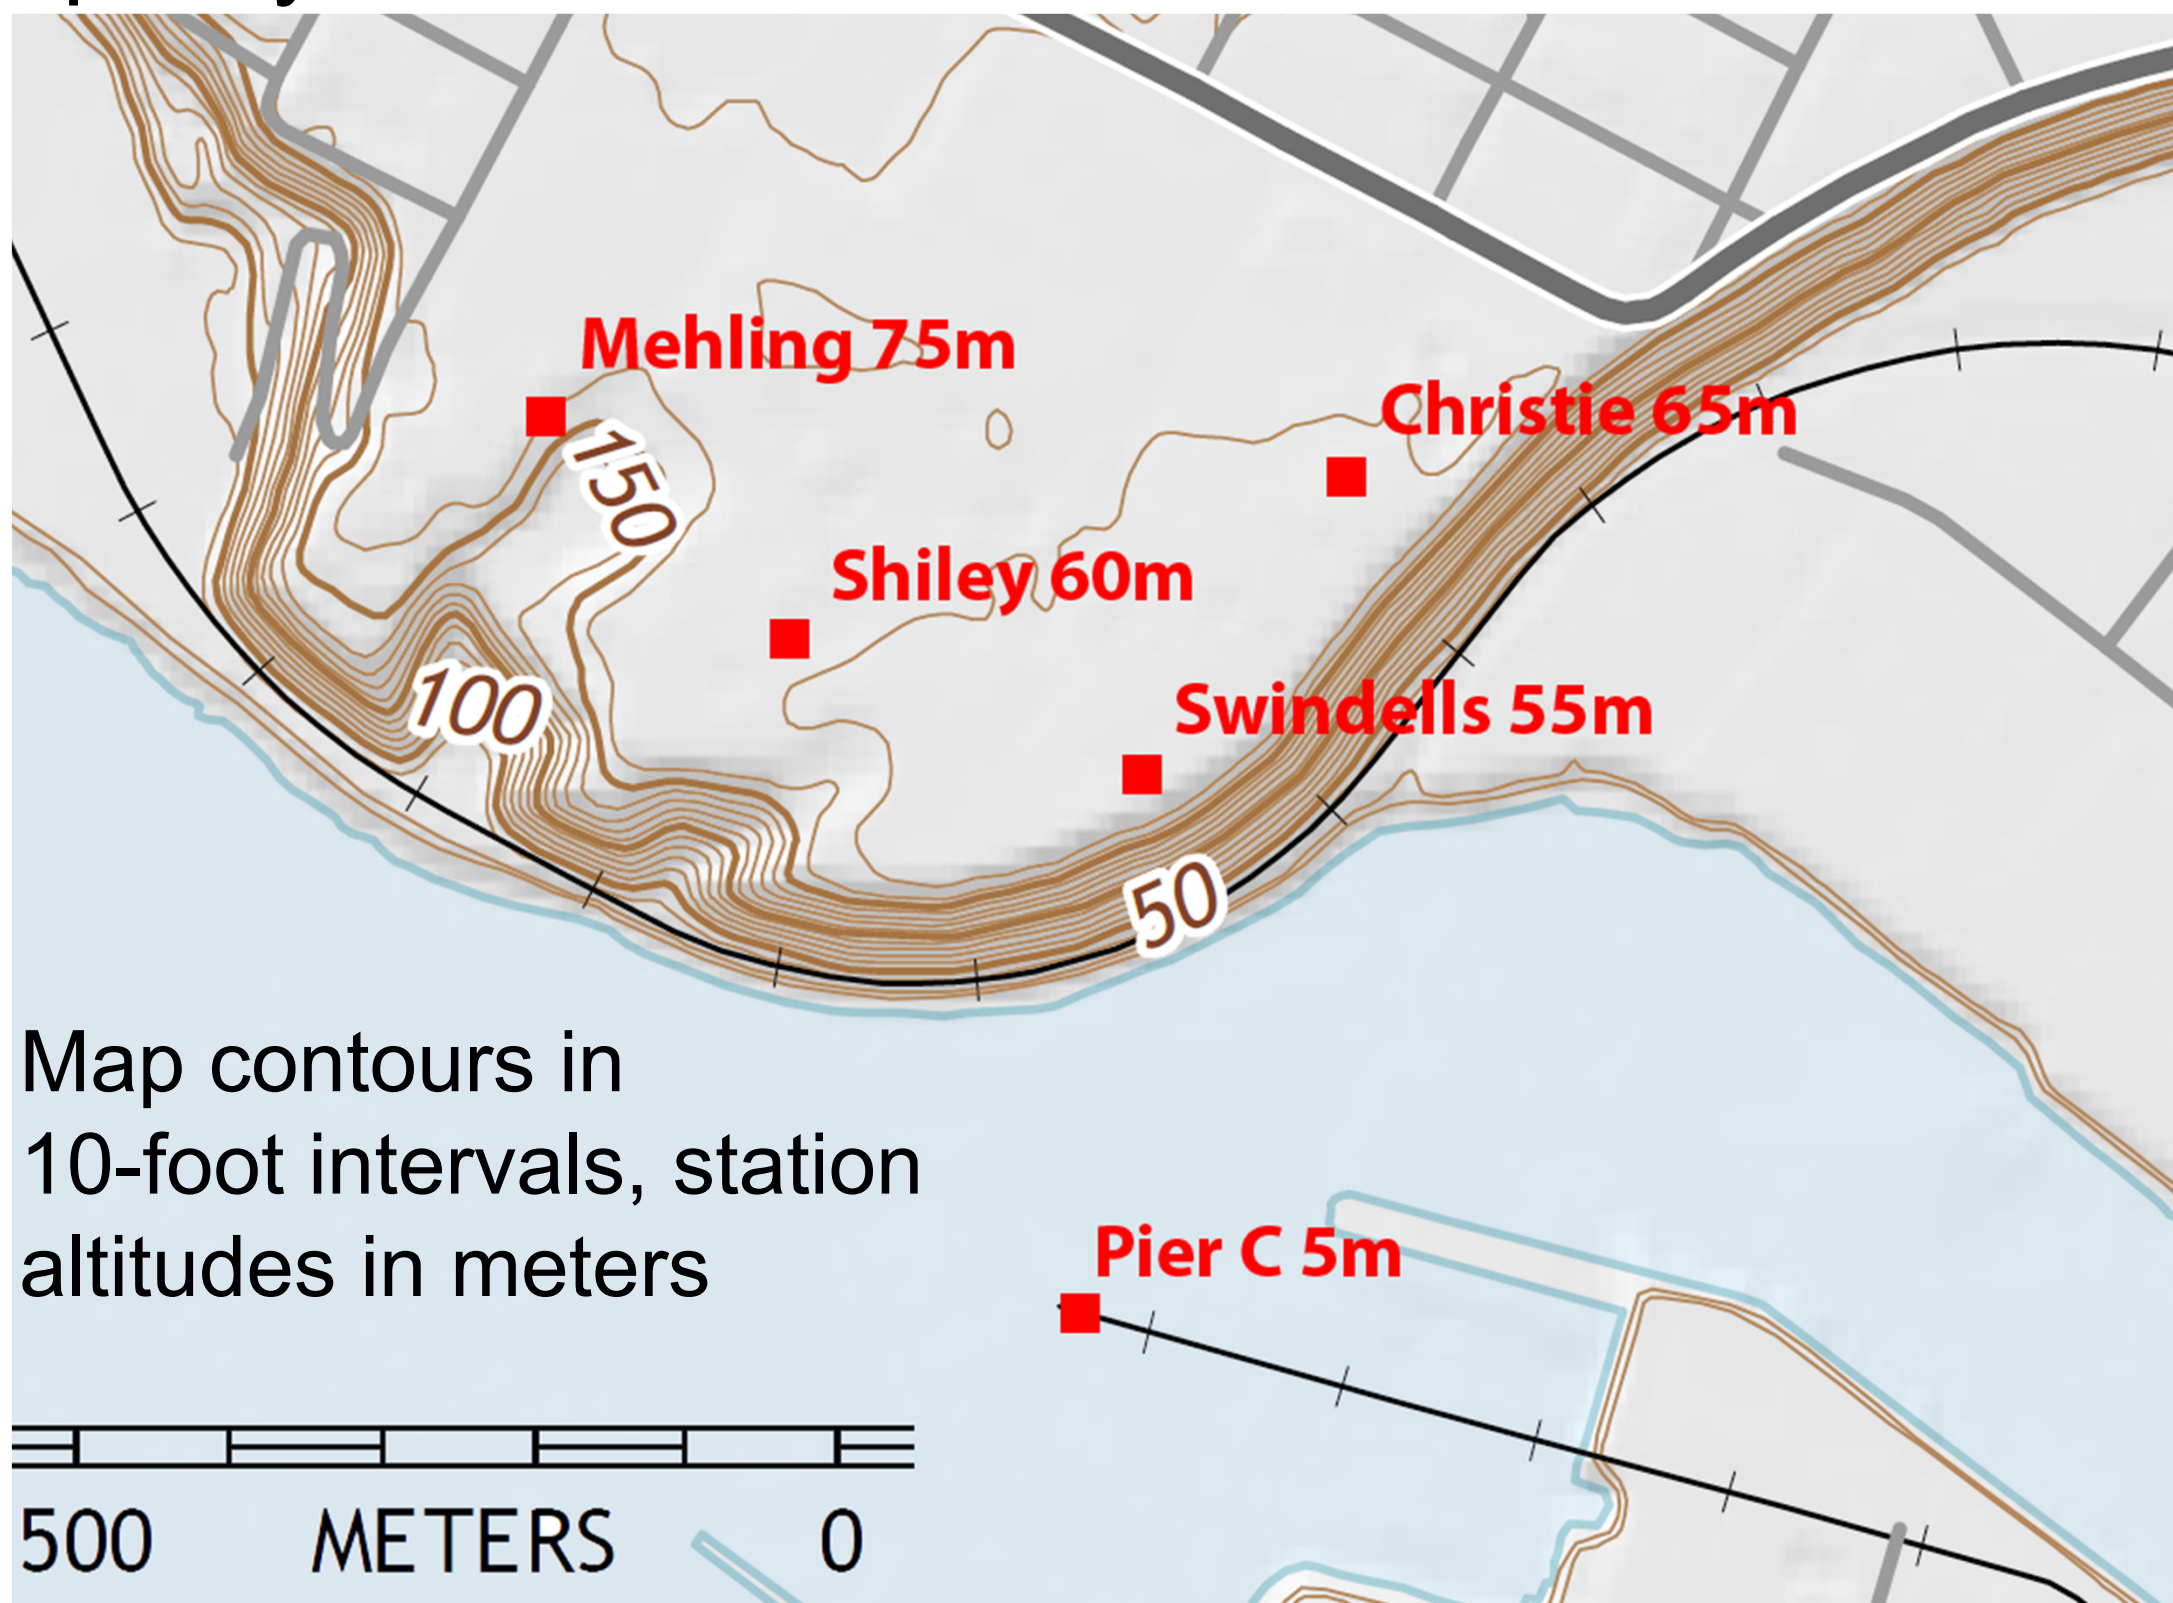 Mehling 75m
Christie 65m
150
Shiley 60m
100
Swindells 55m
50
Map contours in
10-foot intervals, station
altitudes in meters
Pier C 5m
500 METERS 0